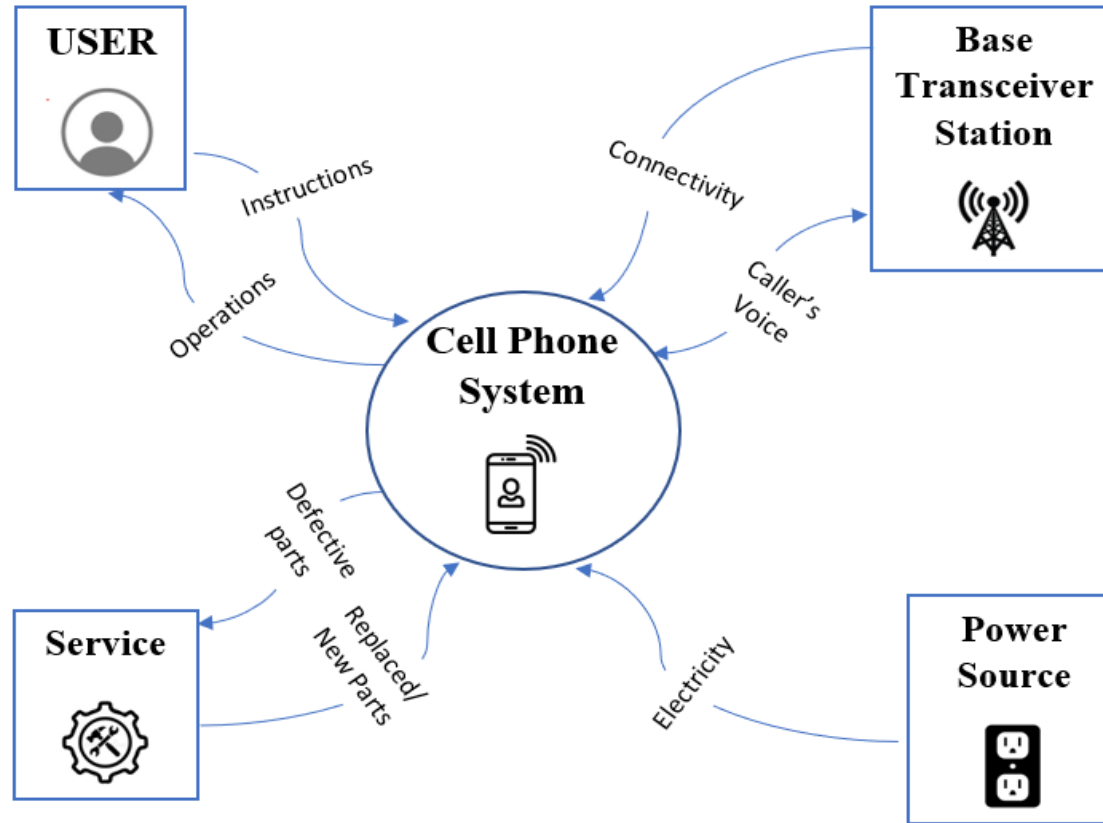 USER
Base
Transceiver
Station
Instructions
Connectivity
Operations
Caller's
Voice
Cell Phone
System
Defective
parts
Replaced/
New Parts
Service
Electricity
Power
Source